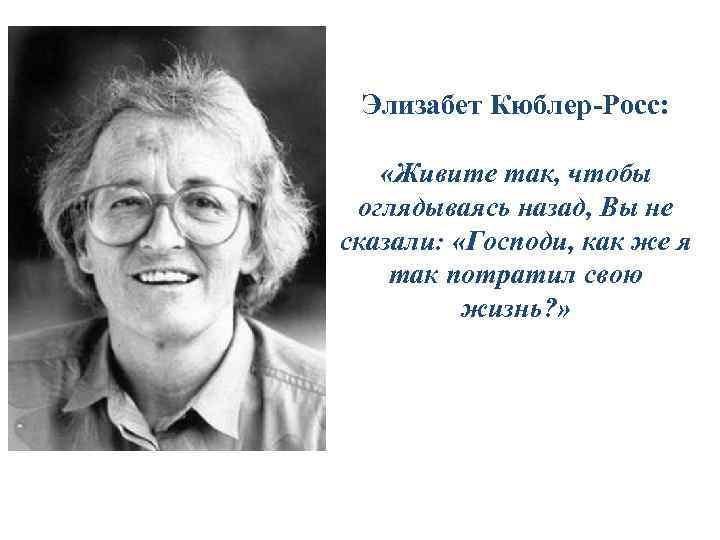 Элизабет Кюблер-Росс:
«Живите так, чтобы
оглядываясь назад, Вы не
сказали: «Господи, как же я
так потратил свою
жизнь?»